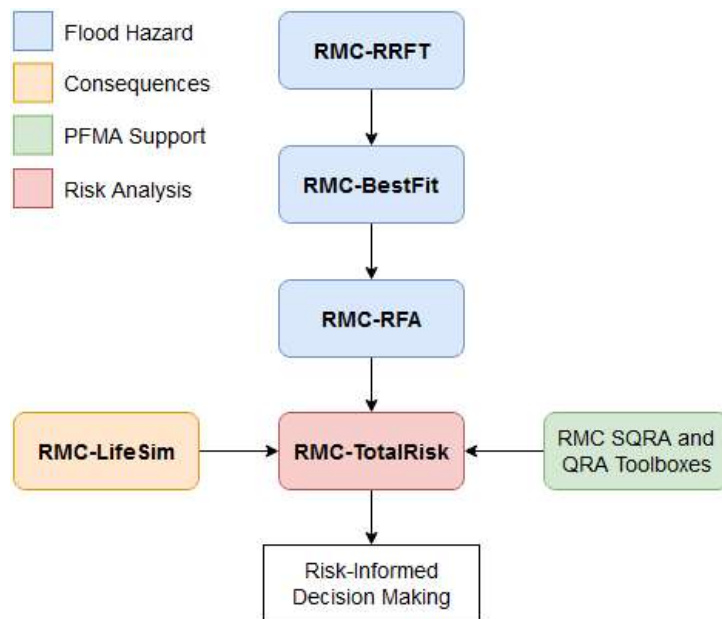 Flood Hazard
Consequences
PFMA Support
Risk Analysis
RMC-RRFT
RMC-BestFit
RMC-RFA
RMC-LifeSim
RMC-TotalRisk
RMC SQRA and
QRA Toolboxes
Risk-Informed
Decision Making